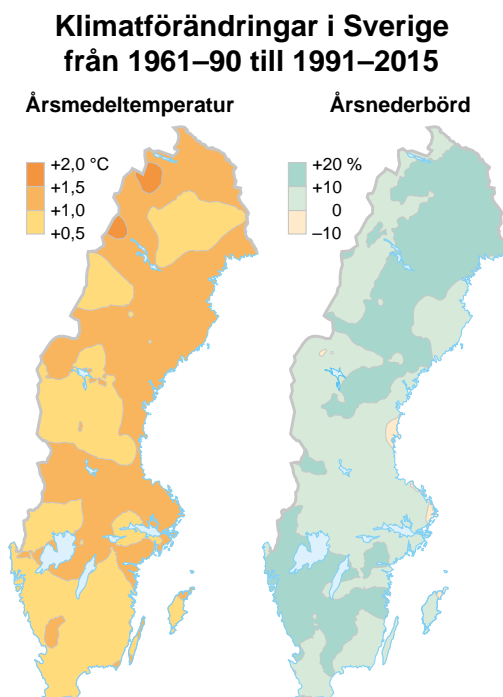 Klimatförändringar i Sverige
från 1961–90 till 1991–2015
Årsmedeltemperatur
+2,0 °C
+1,5
+1,0
+0,5
Årsnederbörd
+20 %
+10
0
–10